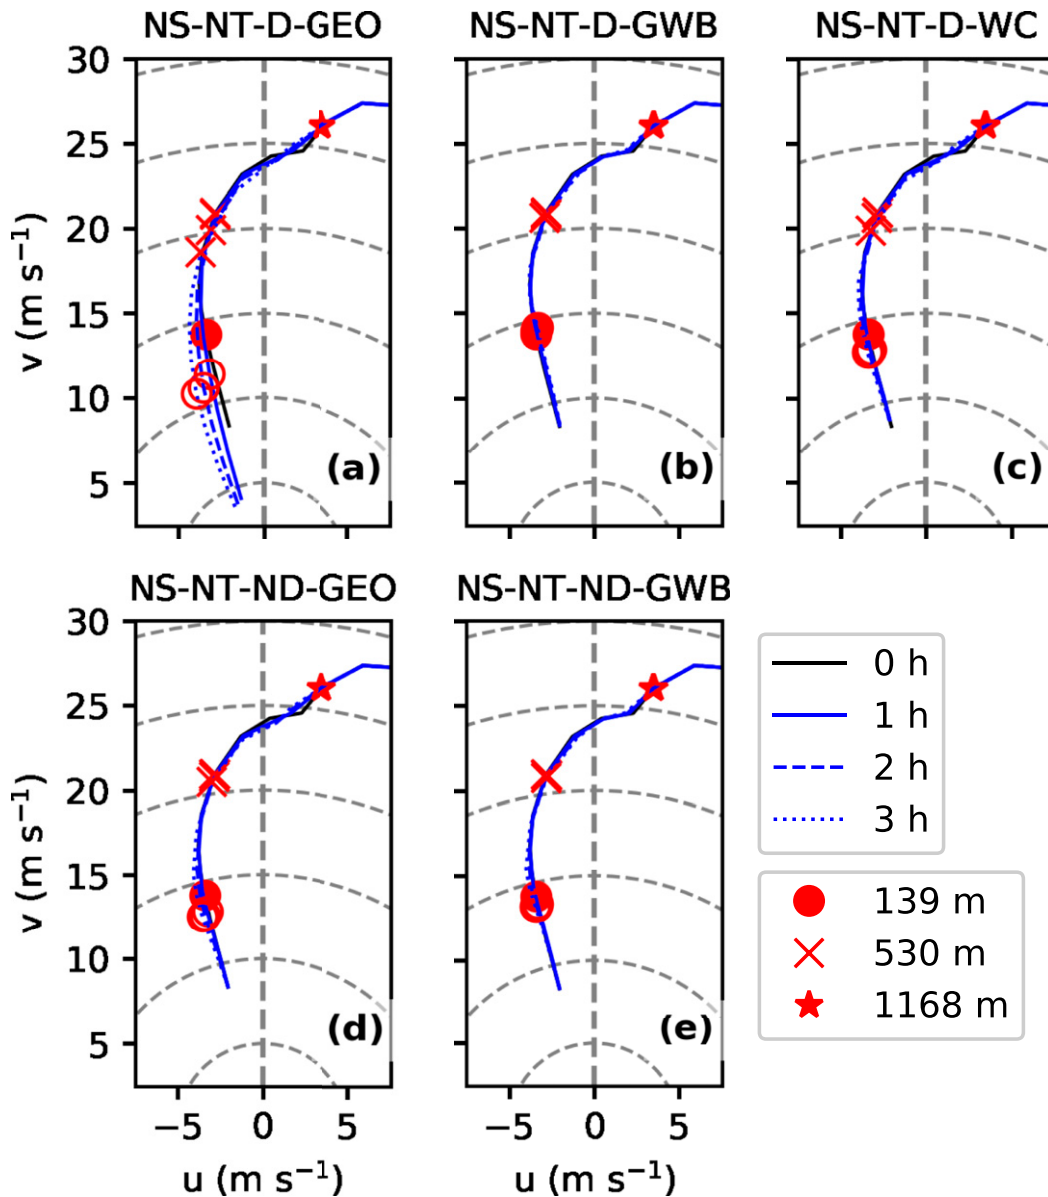 NS-NT-D-GEO
NS-NT-D-GWB
NS-NT-D-WC
30
25
20
15
10
5
v (m s⁻¹)
(a)
(b)
(c)
NS-NT-ND-GEO
NS-NT-ND-GWB
30
25
20
15
10
5
v (m s⁻¹)
(d)
(e)
−5
0
5
−5
0
5
u (m s⁻¹)
u (m s⁻¹)
0 h
1 h
2 h
3 h
139 m
530 m
1168 m